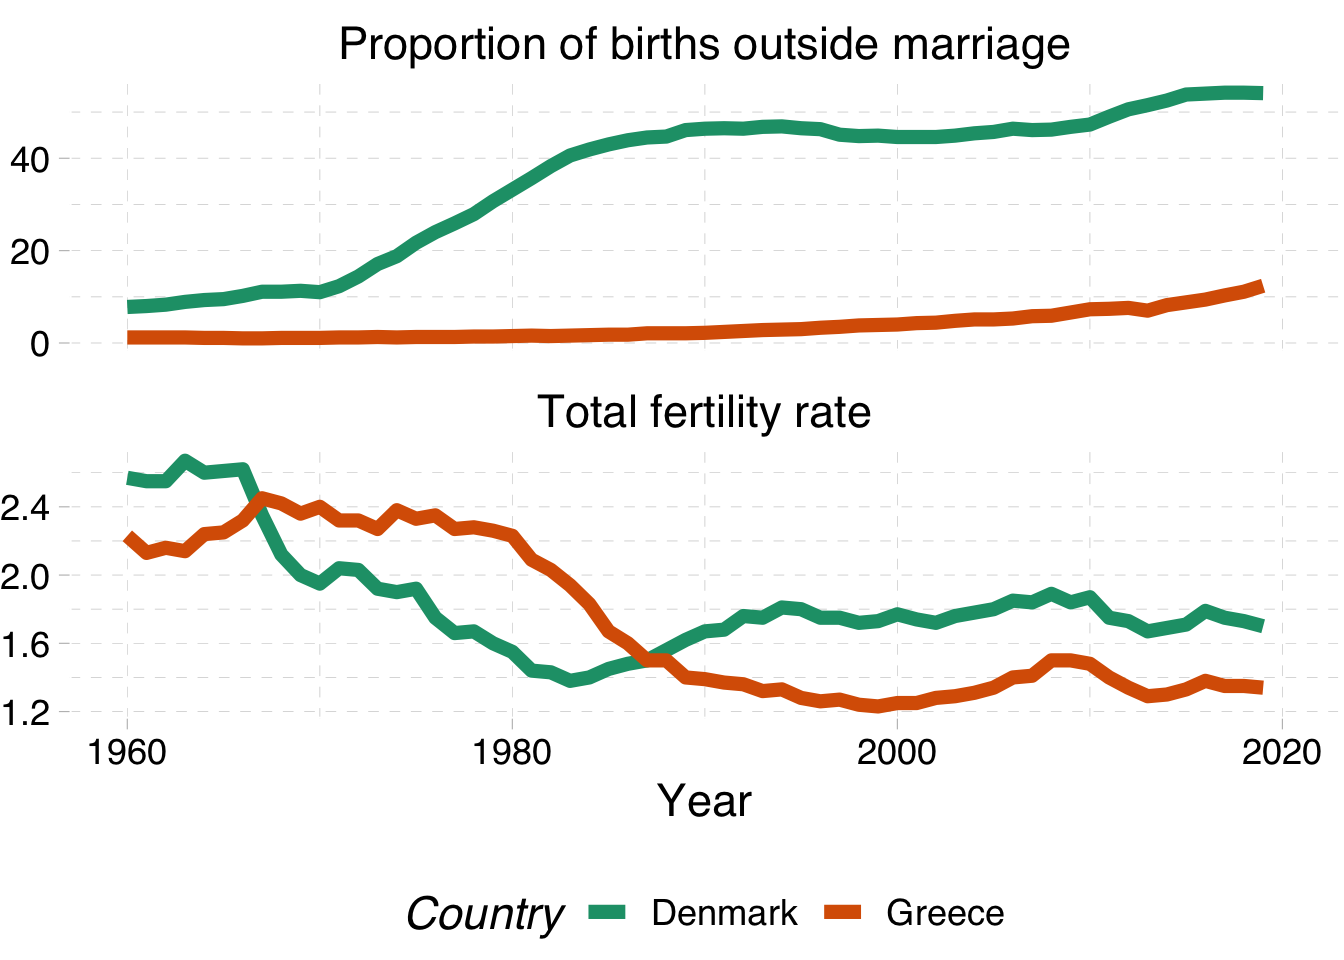 Proportion of births outside marriage
40
20
0
Total fertility rate
2.4
2.0
1.6
1.2
1960 1980 2000 2020
Year
Country Denmark Greece